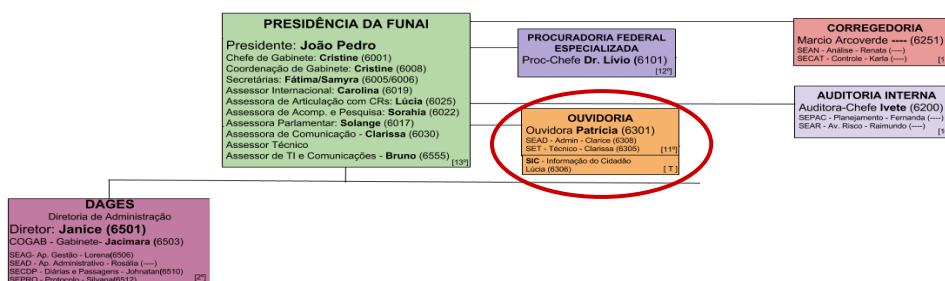 PRESIDÊNCIA DA FUNAI
Presidente: João Pedro
Chefe de Gabinete: Cristine (6001)
Coordenação de Gabinete: Cristine (6008)
Secretárias: Fátima/Samyra (6005/6006)
Assessor Internacional: Carolina (6019)
Assessora de Articulação com CRs: Lúcia (6025)
Assessora de Acomp. e Pesquisa: Sorahia (6022)
Assessora Parlamentar: Solange (6017)
Assessora de Comunicação - Clarissa (6030)
Assessor Técnico
Assessor de TI e Comunicações - Bruno (6555)
[13º]
PROCURADORIA FEDERAL
ESPECIALIZADA
Proc-Chefe Dr. Lívio (6101)
[12º]
CORREGEDORIA
Marcio Arcoverde ---- (6251)
SEAN - Análise - Renata (----)
SECAT - Controle - Karla (----)
AUDITORIA INTERNA
Auditora-Chefe Ivete (6200)
SEPAC - Planejamento - Fernanda (----)
SEAR - Av. Risco - Raimundo (----)
OUVIDORIA
Ouvidora Patrícia (6301)
SEAD - Admin - Clarice (6308)
SET - Técnico - Clarissa (6305) [11º]
SIC - Informação do Cidadão
Lúcia (6306) [ T ]
DAGES
Diretoria de Administração
Diretor: Janice (6501)
COGAB - Gabinete- Jacimara (6503)
SEAG- Ap. Gestão - Lorena(6506)
SEAD - Ap. Administrativo - Rosália (----)
SECDP - Diárias e Passagens - Johnatan(6510)
SEPRO - Protocolo - Silvana(6512) [2º]